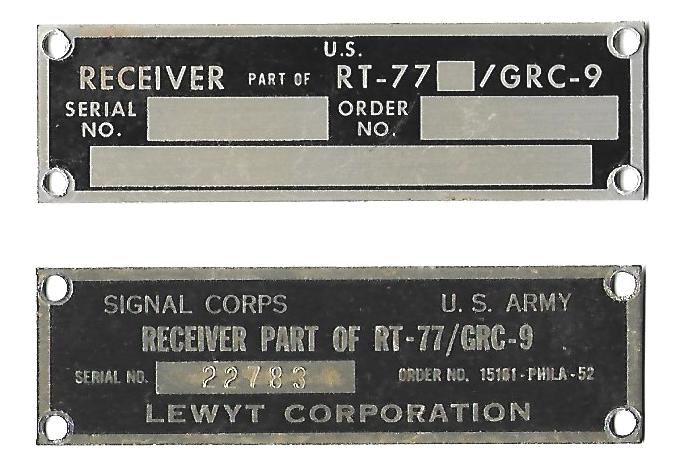 U.S.
RECEIVER PART OF RT-77 /GRC-9
SERIAL NO. ORDER NO.
SIGNAL CORPS U. S. ARMY
RECEIVER PART OF RT-77/GRC-9
SERIAL NO. 22783 ORDER NO. 15181-PHILA-52
LEWYT CORPORATION